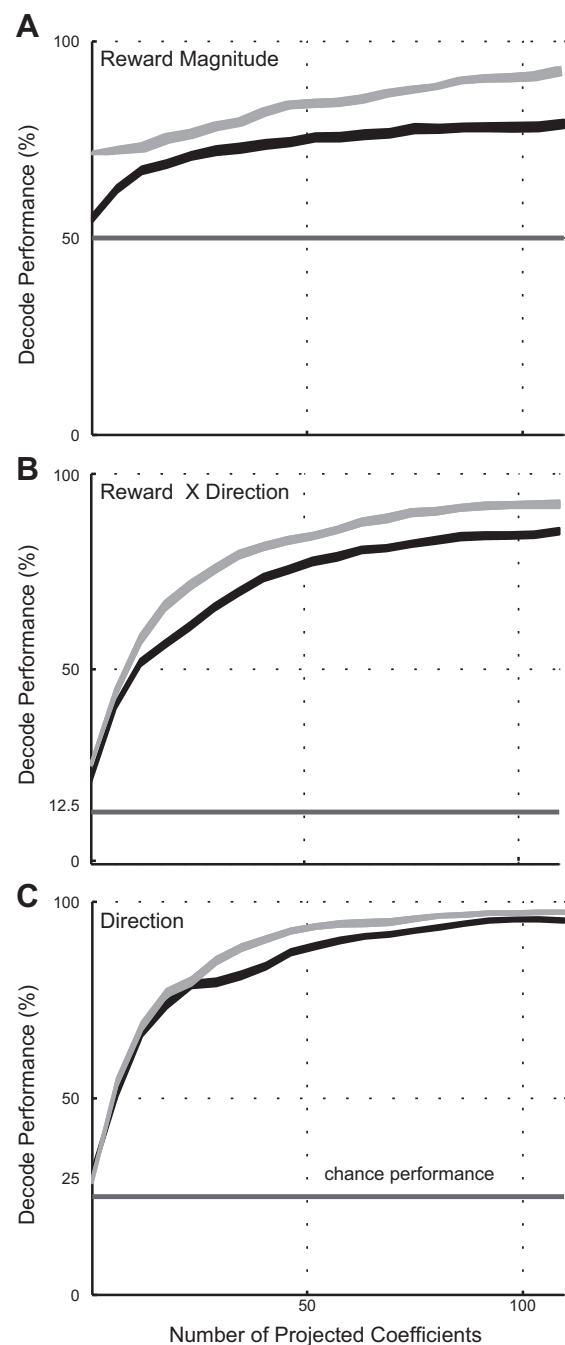 A
100
Reward Magnitude
Decode Performance (%)
50
0
B
100
Reward X Direction
Decode Performance (%)
50
12.5
0
C
100
Direction
Decode Performance (%)
50
25
chance performance
0
50
100
Number of Projected Coefficients